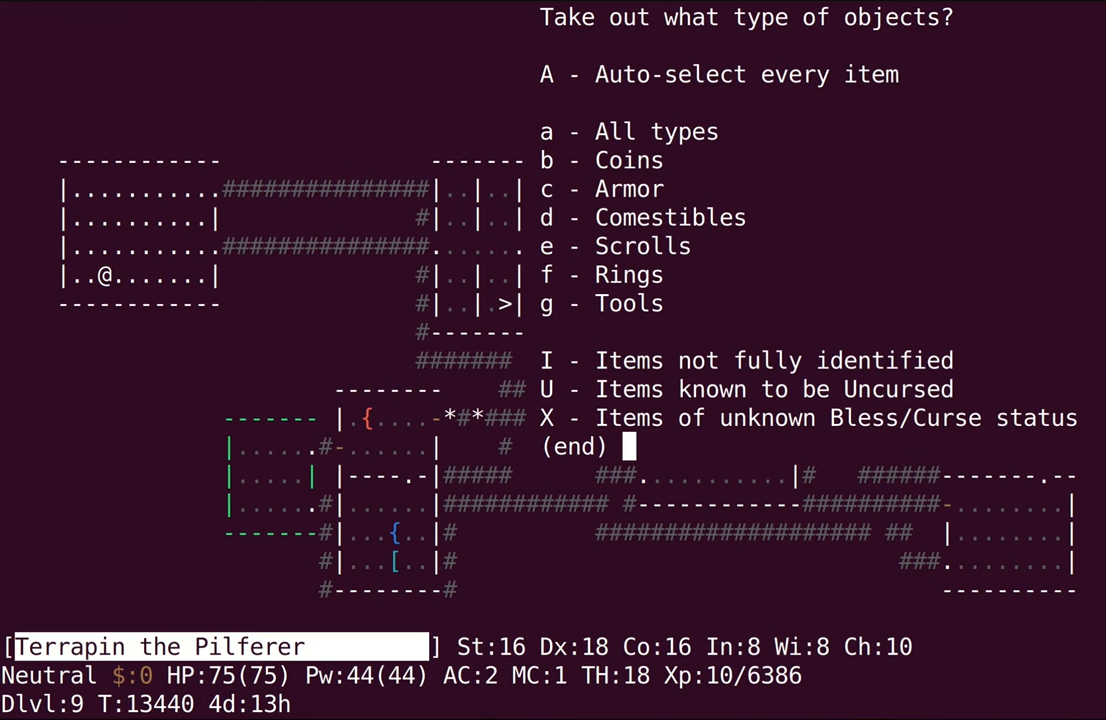 Take out what type of objects?
A - Auto-select every item
a - All types
------------ ------- b - Coins
|...........###############|..|..| c - Armor
|..........| #|..|..| d - Comestibles
|...........###############....... e - Scrolls
|..@.......| #|..|..| f - Rings
------------ #|..|.>| g - Tools
#-------
####### I - Items not fully identified
-------- ## U - Items known to be Uncursed
------- |.{....-*#*### X - Items of unknown Bless/Curse status
|.......#-......| # (end)
|.....| |----.-|##### ###............|# ######-------.--
|.......#|......|############ #------------##########-........|
-------#|...{..|# #################### ## |........|
#|...[..|# ###.........|
#--------# ----------
[Terrapin the Pilferer ] St:16 Dx:18 Co:16 In:8 Wi:8 Ch:10
Neutral $:0 HP:75(75) Pw:44(44) AC:2 MC:1 TH:18 Xp:10/6386
Dlvl:9 T:13440 4d:13h